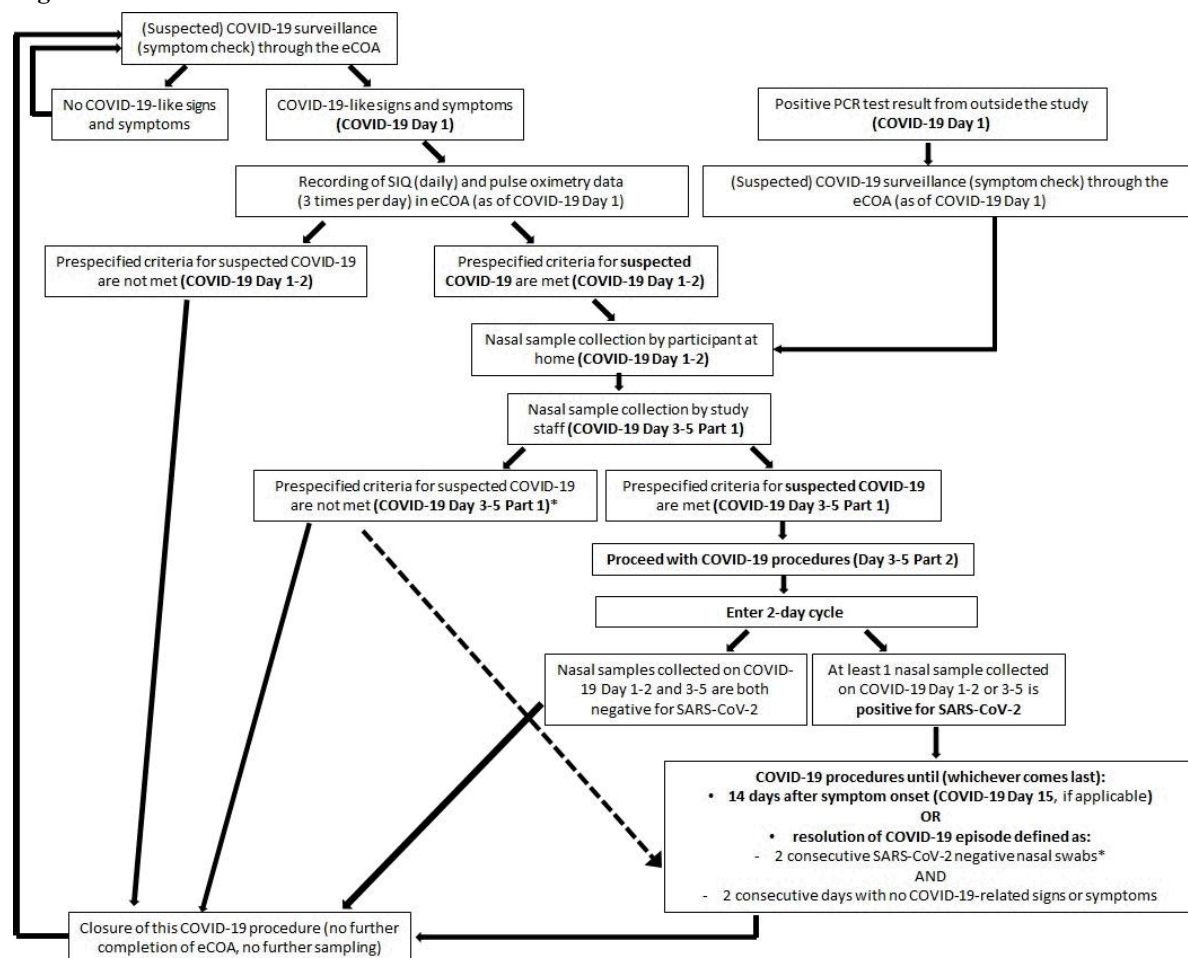 (Suspected) COVID-19 surveillance
(symptom check) through the eCOA
No COVID-19-like signs
and symptoms
COVID-19-like signs and symptoms
(COVID-19 Day 1)
Positive PCR test result from outside the study
(COVID-19 Day 1)
Recording of SIQ (daily) and pulse oximetry data
(3 times per day) in eCOA (as of COVID-19 Day 1)
(Suspected) COVID-19 surveillance (symptom check) through the
eCOA (as of COVID-19 Day 1)
Prespecified criteria for suspected COVID-19
are not met (COVID-19 Day 1-2)
Prespecified criteria for suspected
COVID-19 are met (COVID-19 Day 1-2)
Nasal sample collection by participant at
home (COVID-19 Day 1-2)
Nasal sample collection by study
staff (COVID-19 Day 3-5 Part 1)
Prespecified criteria for suspected COVID-19
are not met (COVID-19 Day 3-5 Part 1)*
Prespecified criteria for suspected COVID-19
are met (COVID-19 Day 3-5 Part 1)
Proceed with COVID-19 procedures (Day 3-5 Part 2)
Enter 2-day cycle
Nasal samples collected on COVID-
19 Day 1-2 and 3-5 are both
negative for SARS-CoV-2
At least 1 nasal sample collected
on COVID-19 Day 1-2 or 3-5 is
positive for SARS-CoV-2
COVID-19 procedures until (whichever comes last):
• 14 days after symptom onset (COVID-19 Day 15, if applicable)
OR
• resolution of COVID-19 episode defined as:
- 2 consecutive SARS-CoV-2 negative nasal swabs*
AND
- 2 consecutive days with no COVID-19-related signs or symptoms
Closure of this COVID-19 procedure (no further
completion of eCOA, no further sampling)